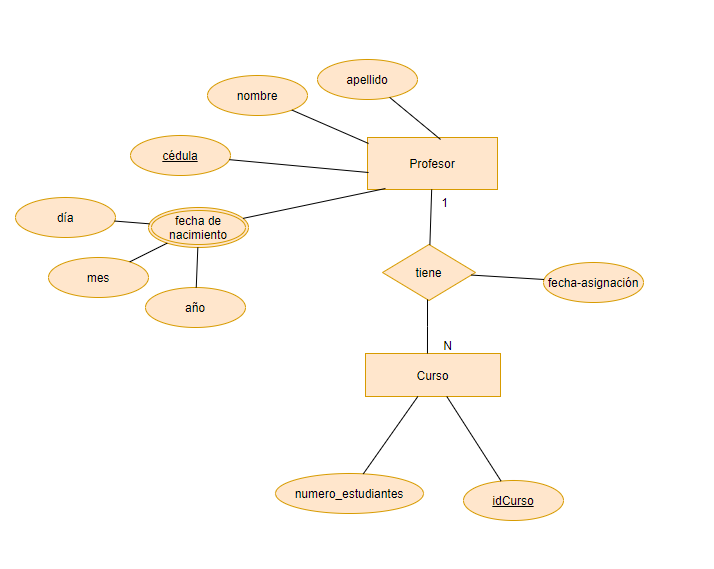 apellido
nombre
cédula
Profesor
1
día
fecha de
nacimiento
mes
año
tiene
fecha-asignación
N
Curso
numero_estudiantes
idCurso